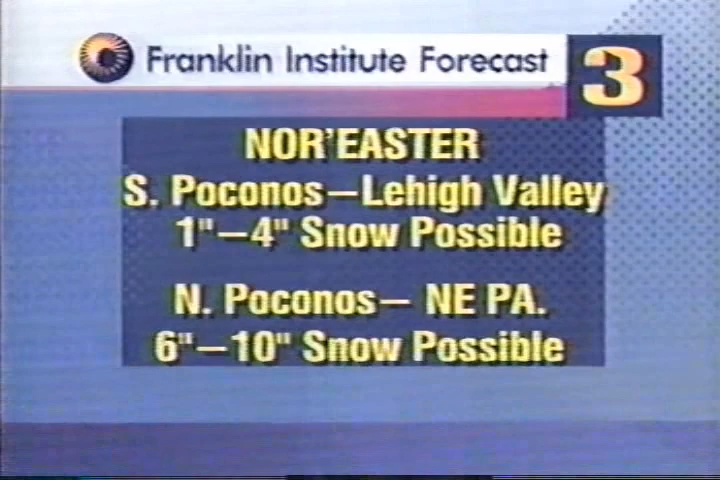 Franklin Institute Forecast 3
NOR'EASTER
S. Poconos—Lehigh Valley
1"—4" Snow Possible
N. Poconos— NE PA.
6"—10" Snow Possible